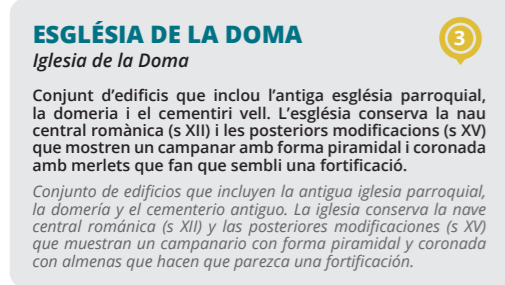 ESGLÉSIA DE LA DOMA
3
Iglesia de la Doma
Conjunt d'edificis que inclou l'antiga església parroquial,
la domeria i el cementiri vell. L'església conserva la nau
central romànica (s XII) i les posteriors modificacions (s XV)
que mostren un campanar amb forma piramidal i coronada
amb merlets que fan que sembli una fortificació.
Conjunto de edificios que incluyen la antigua iglesia parroquial,
la domería y el cementerio antiguo. La iglesia conserva la nave
central románica (s XII) y las posteriores modificaciones (s XV)
que muestran un campanario con forma piramidal y coronada
con almenas que hacen que parezca una fortificación.